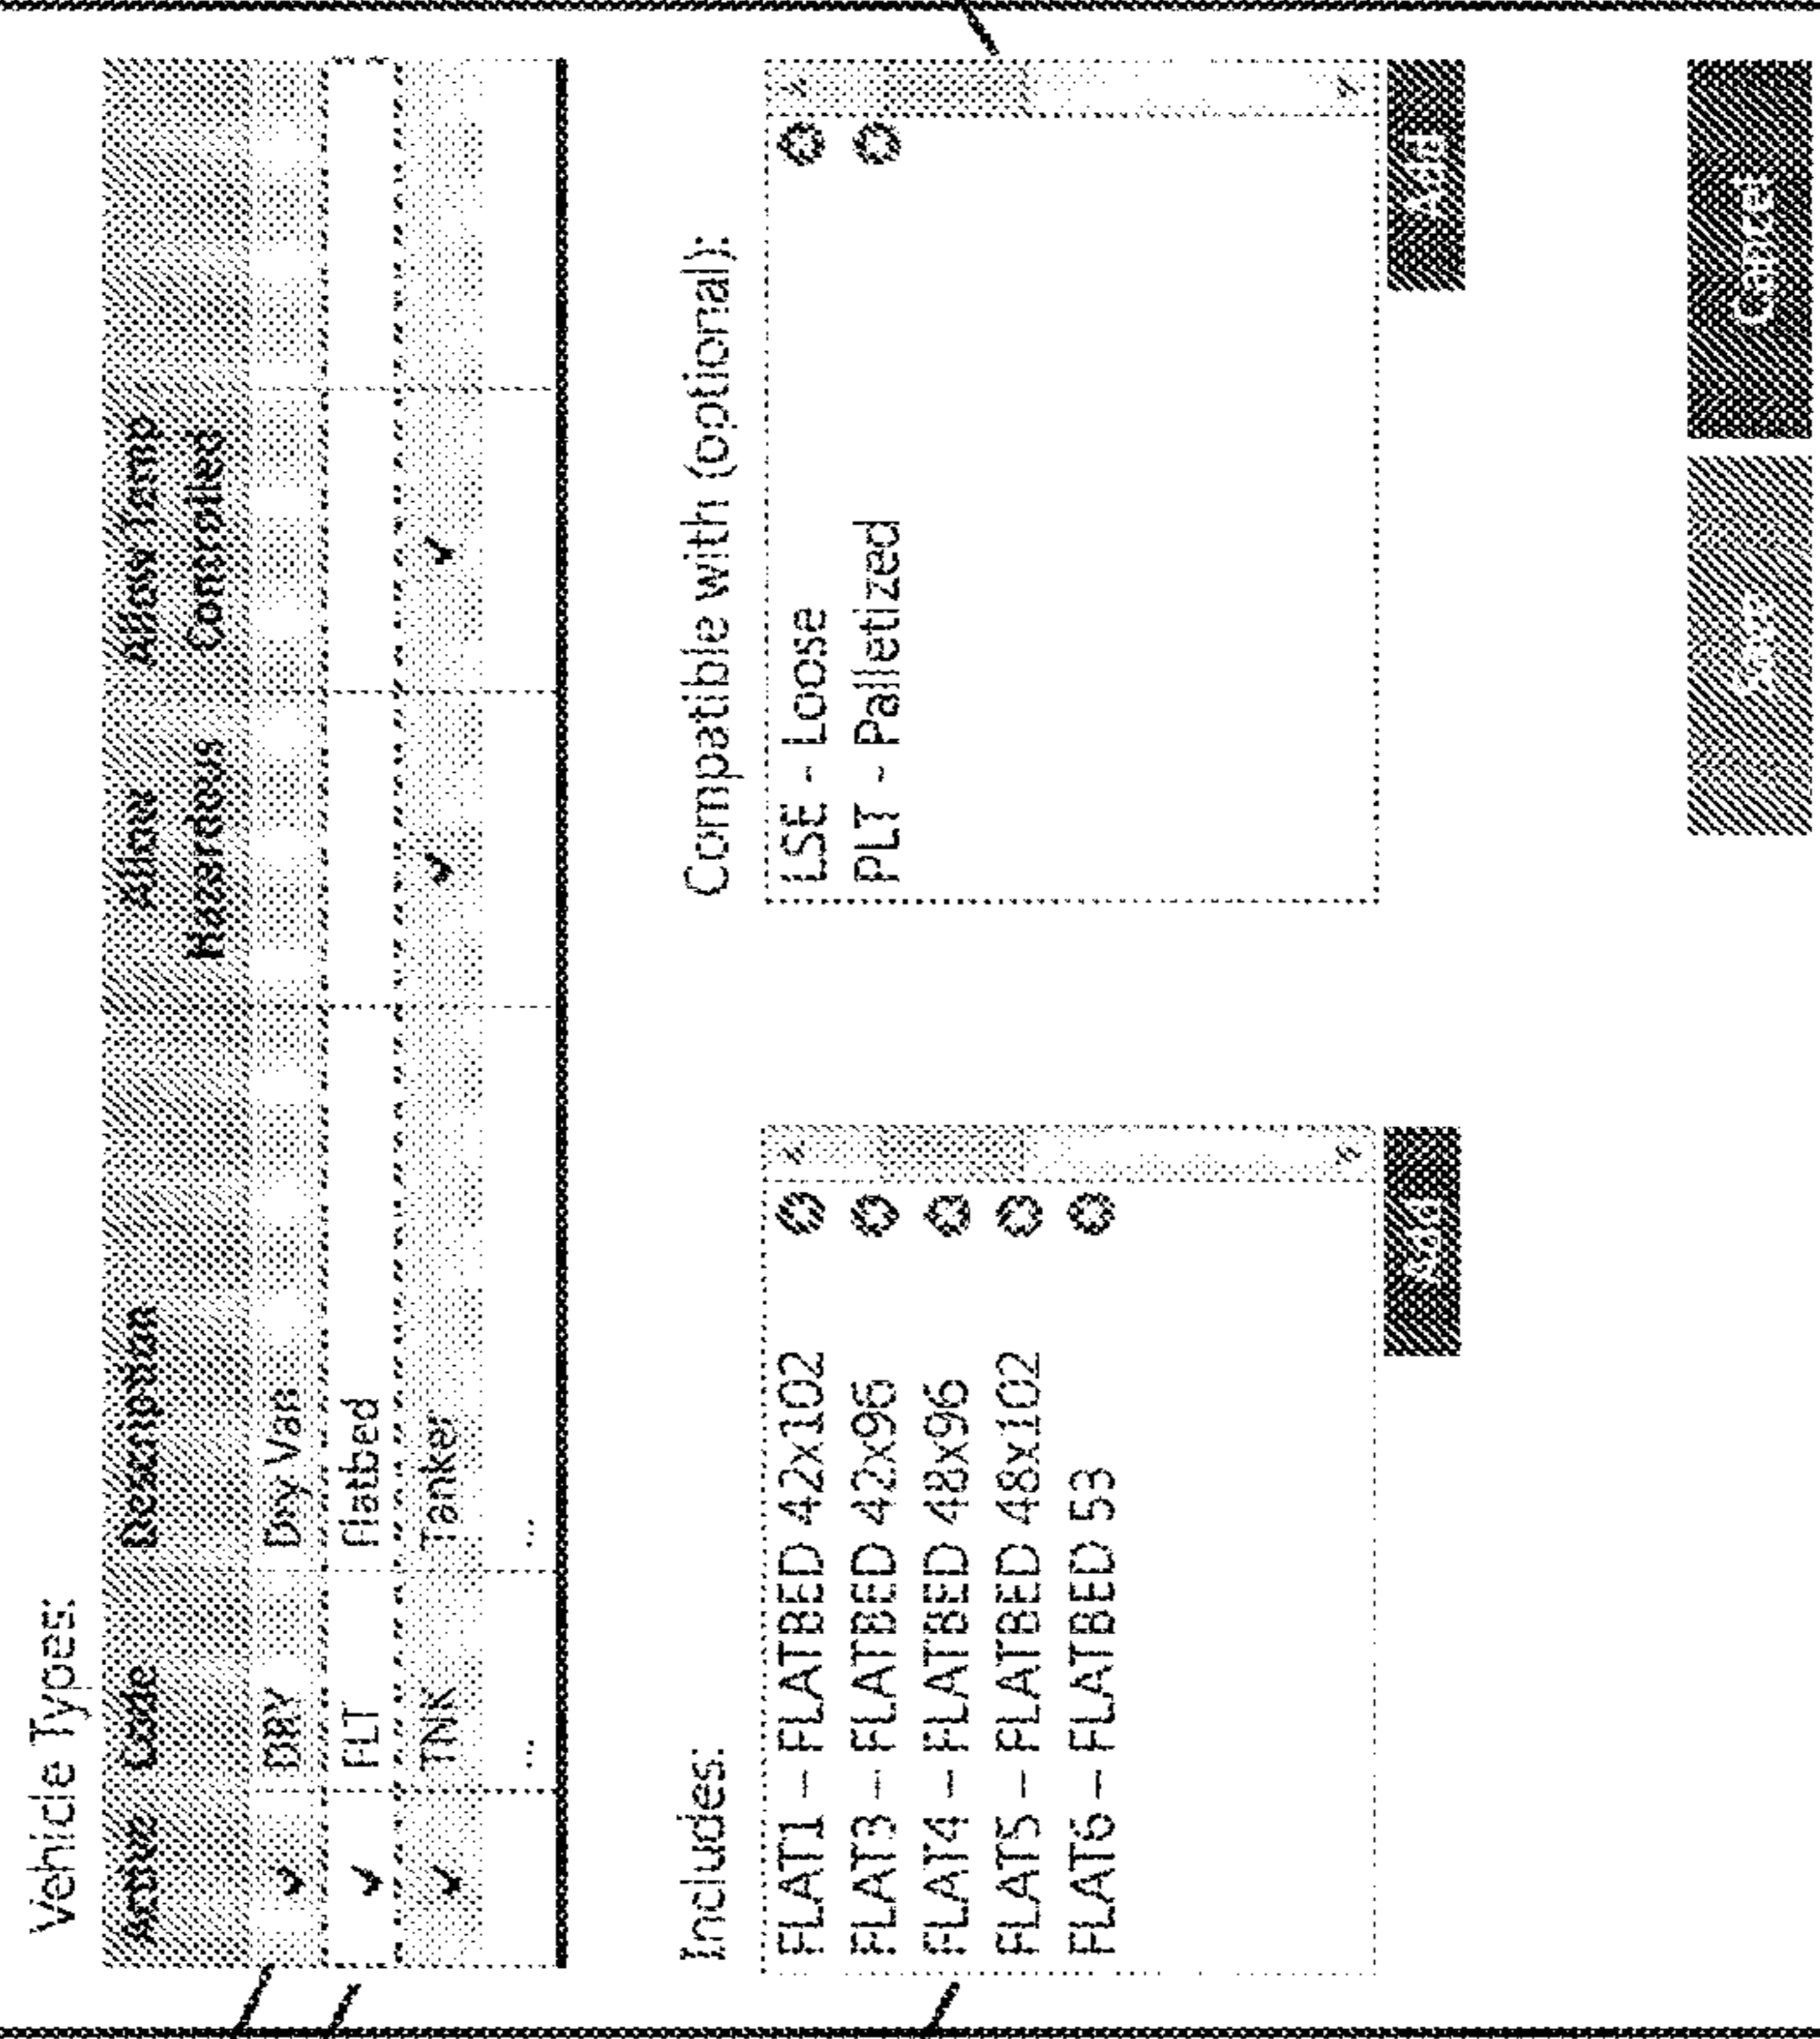 Vehicle Types:
Active Code Description Allow Hazardous Allow Temp Controlled
DRY Dry Van
FLT Flatbed
TNK Tanker
... ...
Includes:
FLAT1 – FLATBED 42x102
FLAT3 – FLATBED 42x96
FLAT4 – FLATBED 48x96
FLAT5 – FLATBED 48x102
FLAT6 – FLATBED 53
Add
Compatible with (optional):
LSE - Loose
PLT - Palletized
Add
Save Cancel